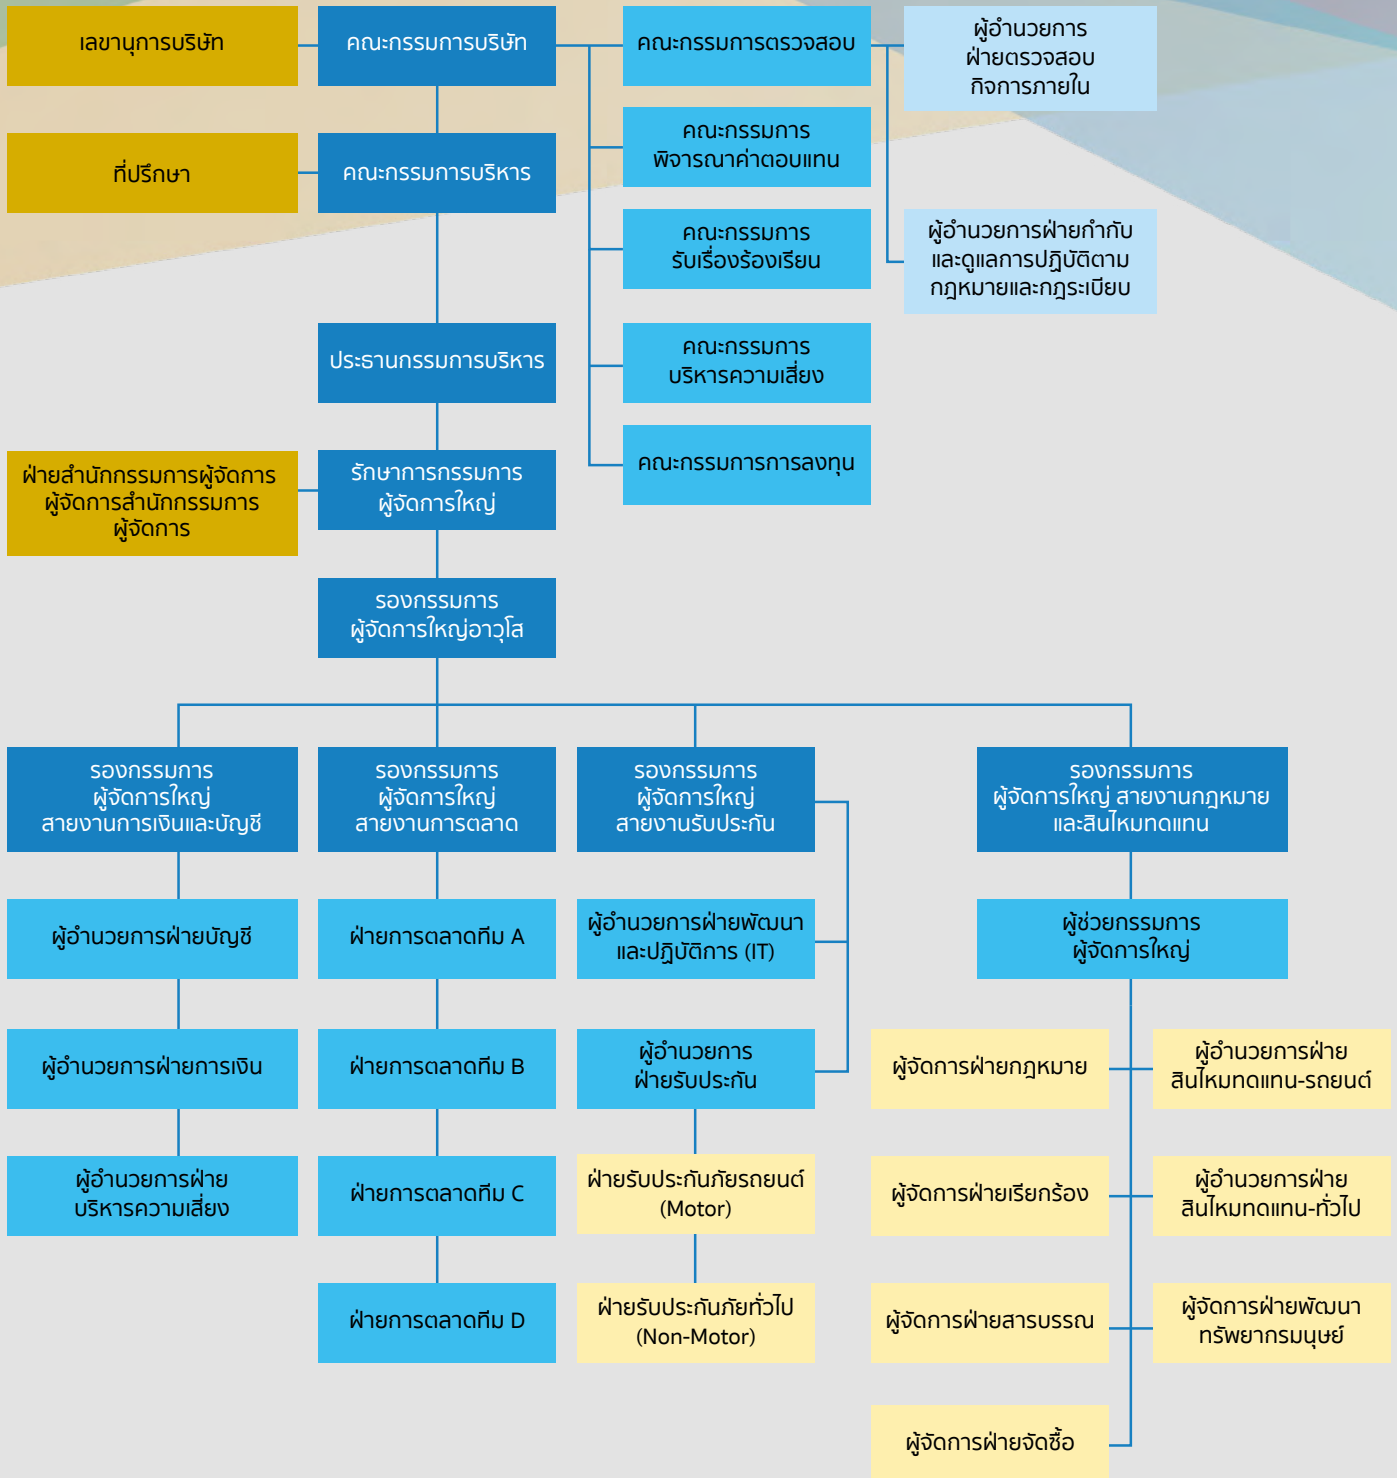 เลขานุการบริษัท
คณะกรรมการบริษัท
คณะกรรมการตรวจสอบ
ผู้อำนวยการ
ฝ่ายตรวจสอบ
กิจการภายใน
ที่ปรึกษา
คณะกรรมการบริหาร
คณะกรรมการ
พิจารณาค่าตอบแทน
คณะกรรมการ
รับเรื่องร้องเรียน
ผู้อำนวยการฝ่ายกำกับ
และดูแลการปฏิบัติตาม
กฎหมายและกฎระเบียบ
ประธานกรรมการบริหาร
คณะกรรมการ
บริหารความเสี่ยง
ฝ่ายสำนักกรรมการผู้จัดการ
ผู้จัดการสำนักกรรมการ
ผู้จัดการ
รักษาการกรรมการ
ผู้จัดการใหญ่
คณะกรรมการการลงทุน
รองกรรมการ
ผู้จัดการใหญ่อาวุโส
รองกรรมการ
ผู้จัดการใหญ่
สายงานการเงินและบัญชี
รองกรรมการ
ผู้จัดการใหญ่
สายงานการตลาด
รองกรรมการ
ผู้จัดการใหญ่
สายงานรับประกัน
รองกรรมการ
ผู้จัดการใหญ่ สายงานกฎหมาย
และสินไหมทดแทน
ผู้อำนวยการฝ่ายบัญชี
ฝ่ายการตลาดทีม A
ผู้อำนวยการฝ่ายพัฒนา
และปฏิบัติการ (IT)
ผู้ช่วยกรรมการ
ผู้จัดการใหญ่
ผู้อำนวยการฝ่ายการเงิน
ฝ่ายการตลาดทีม B
ผู้อำนวยการ
ฝ่ายรับประกัน
ผู้จัดการฝ่ายกฎหมาย
ผู้อำนวยการฝ่าย
สินไหมทดแทน-รถยนต์
ผู้อำนวยการฝ่าย
บริหารความเสี่ยง
ฝ่ายการตลาดทีม C
ฝ่ายรับประกันภัยรถยนต์
(Motor)
ผู้จัดการฝ่ายเรียกร้อง
ผู้อำนวยการฝ่าย
สินไหมทดแทน-ทั่วไป
ฝ่ายการตลาดทีม D
ฝ่ายรับประกันภัยทั่วไป
(Non-Motor)
ผู้จัดการฝ่ายสารบรรณ
ผู้จัดการฝ่ายพัฒนา
ทรัพยากรมนุษย์
ผู้จัดการฝ่ายจัดซื้อ